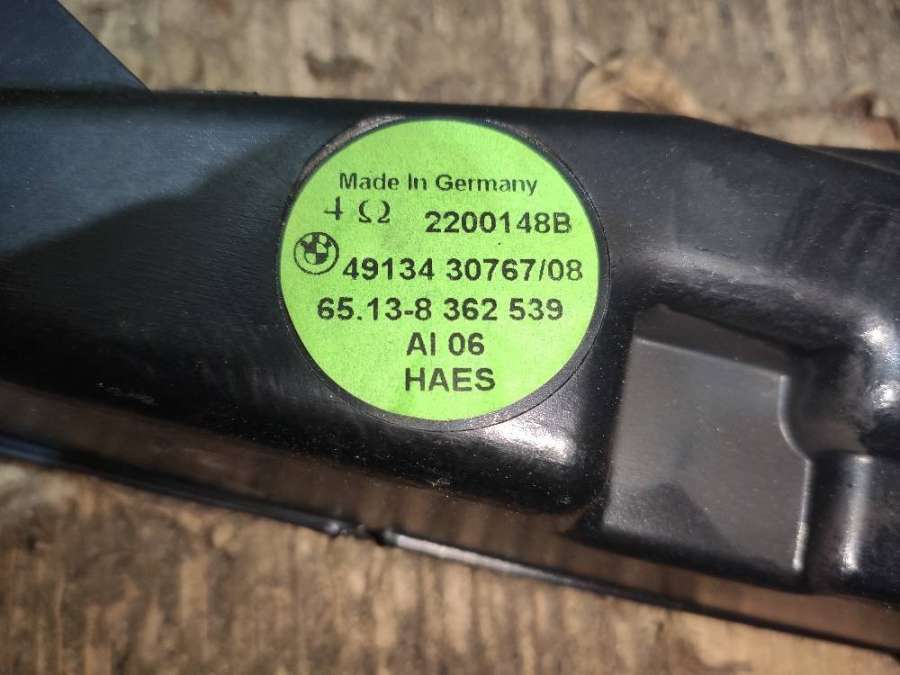 Made In Germany
4 Ω 2200148B
49134 30767/08
65.13-8 362 539
AI 06
HAES